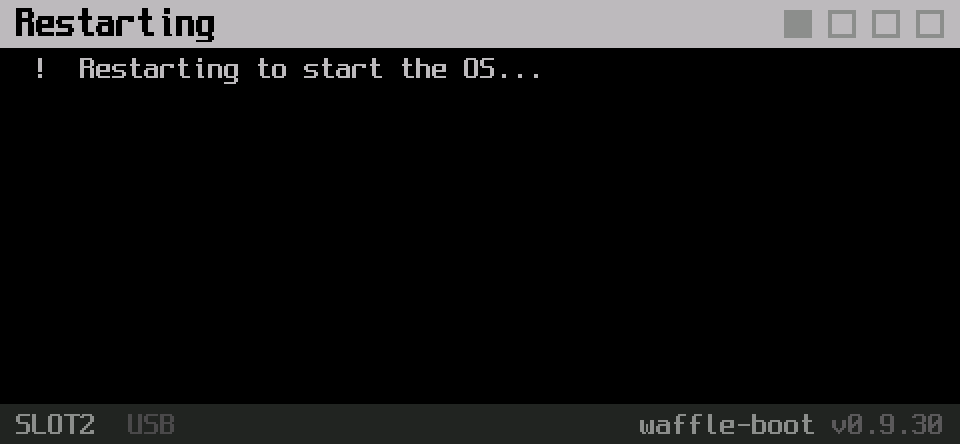 Restarting
! Restarting to start the OS...
SLOT2 USB waffle-boot v0.9.30